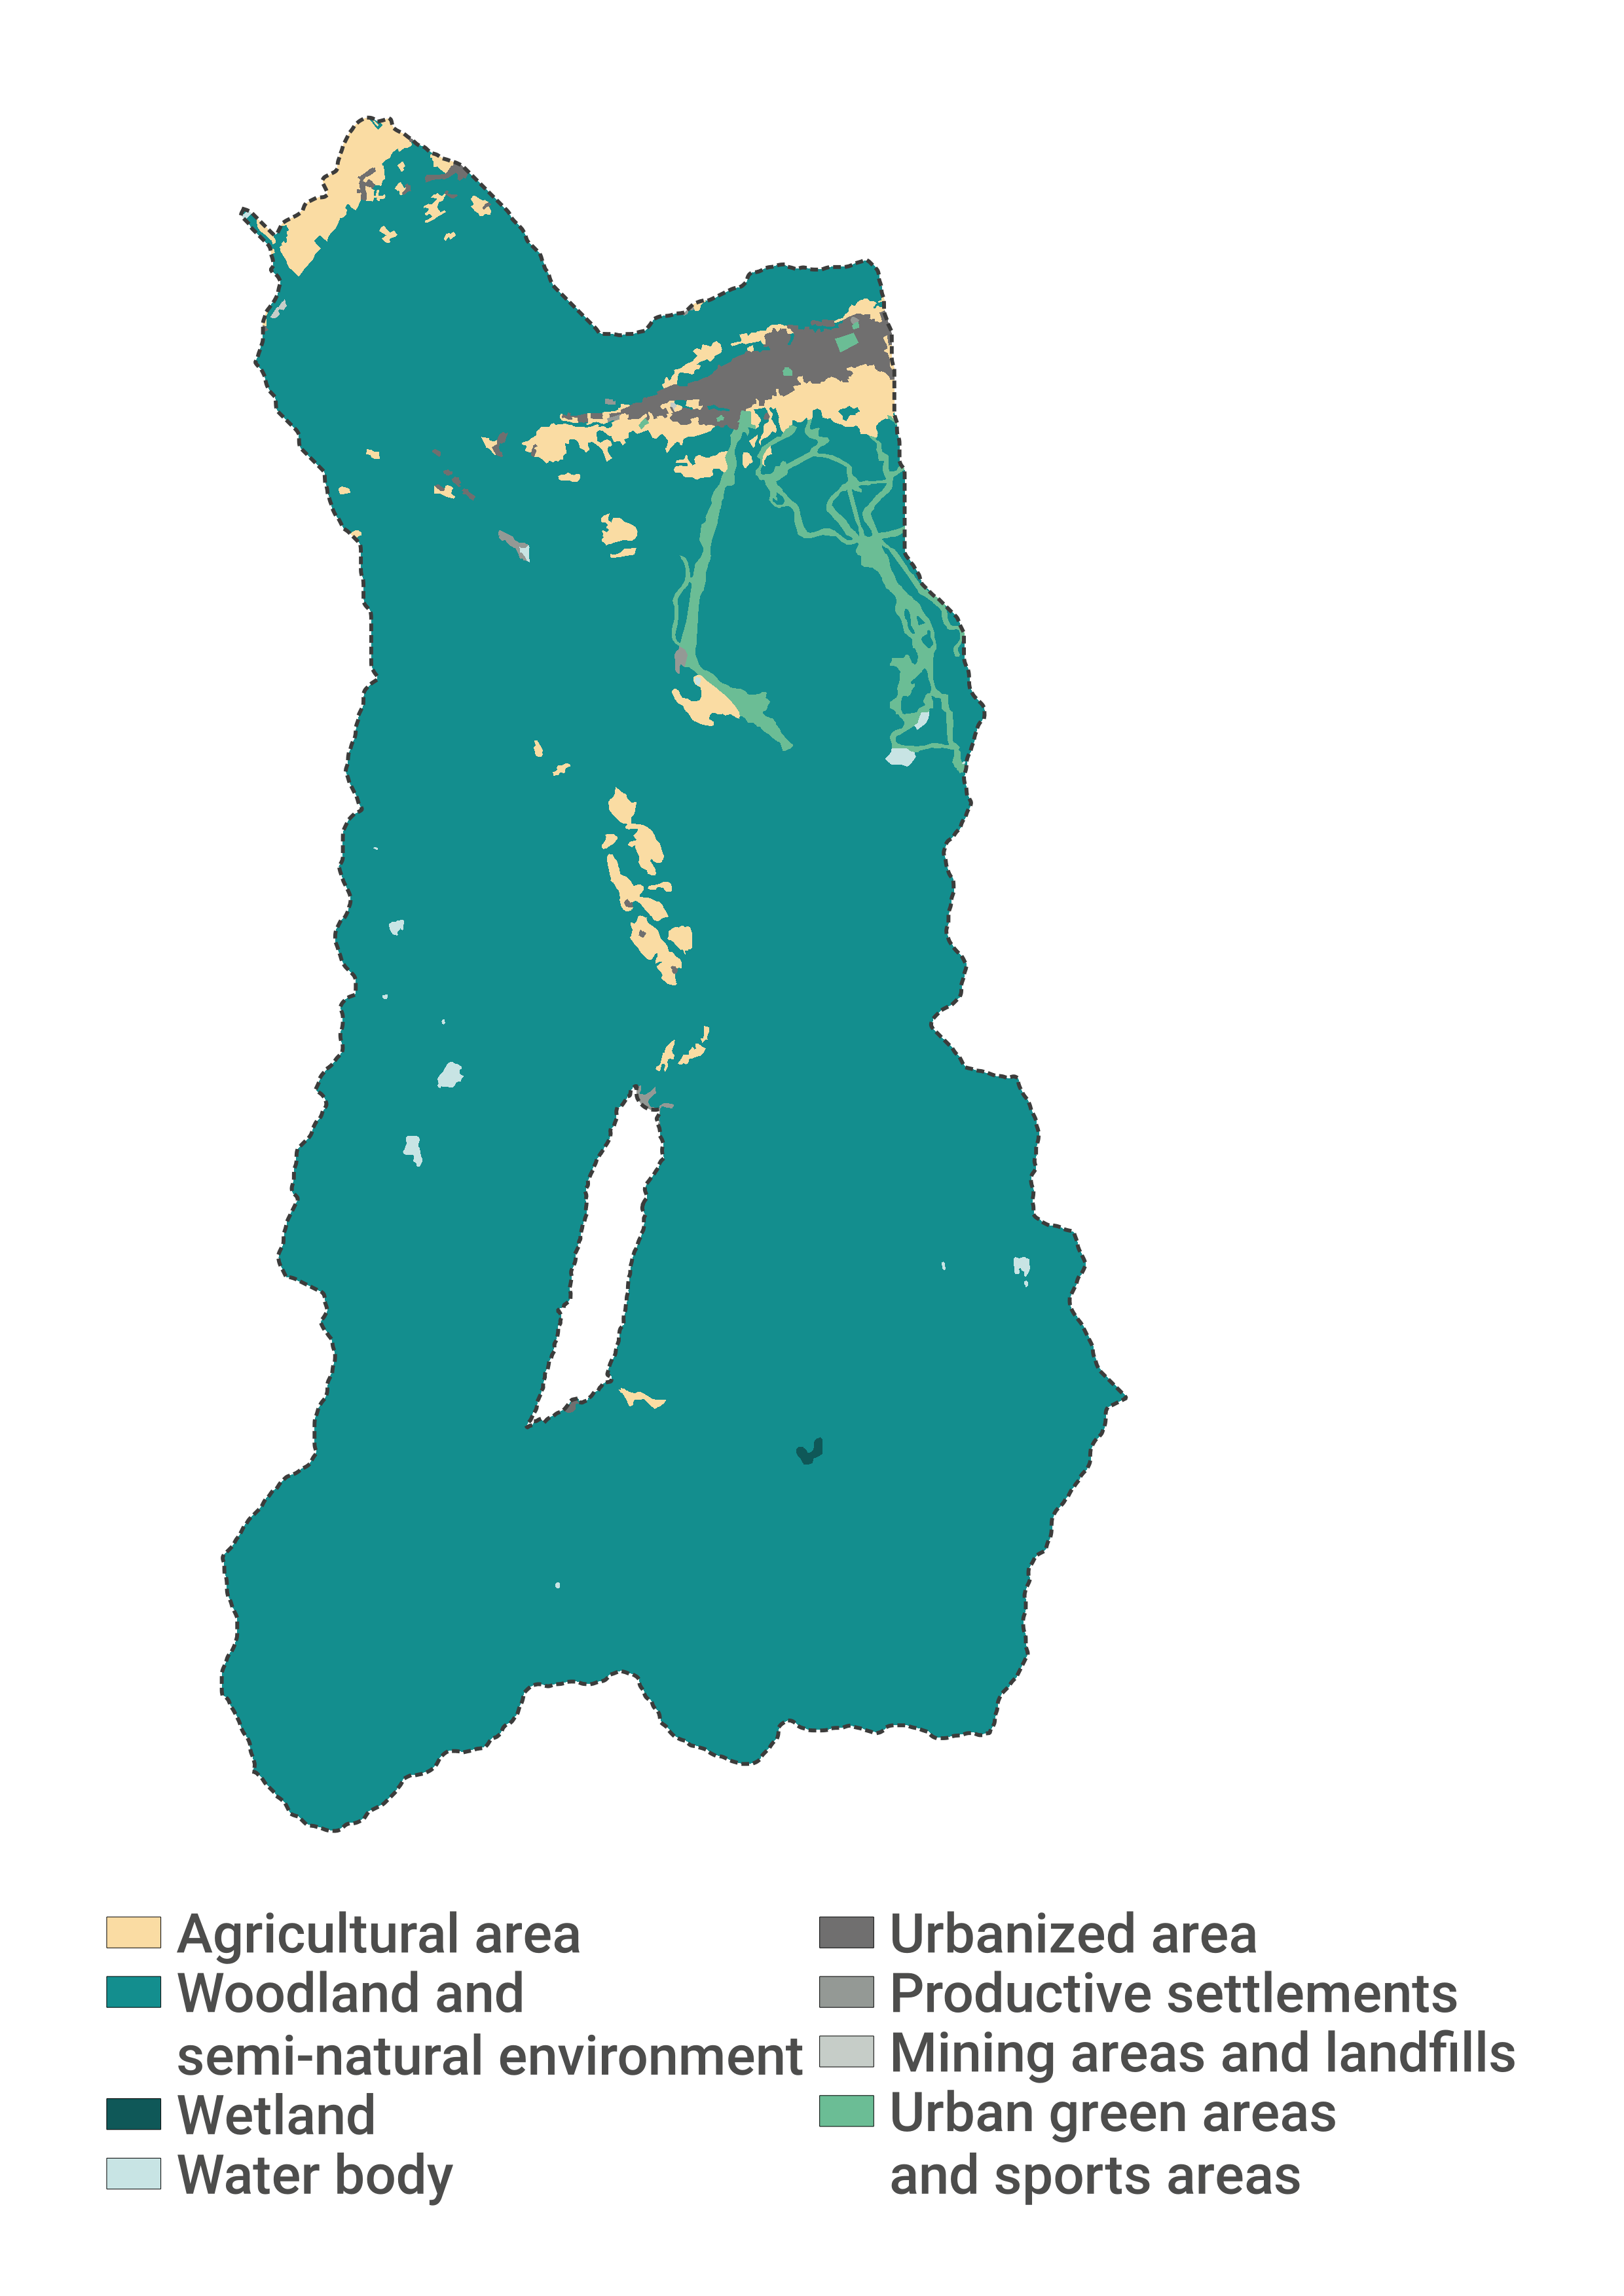 Agricultural area
Woodland and
semi-natural environment
Wetland
Water body
Urbanized area
Productive settlements
Mining areas and landfills
Urban green areas
and sports areas